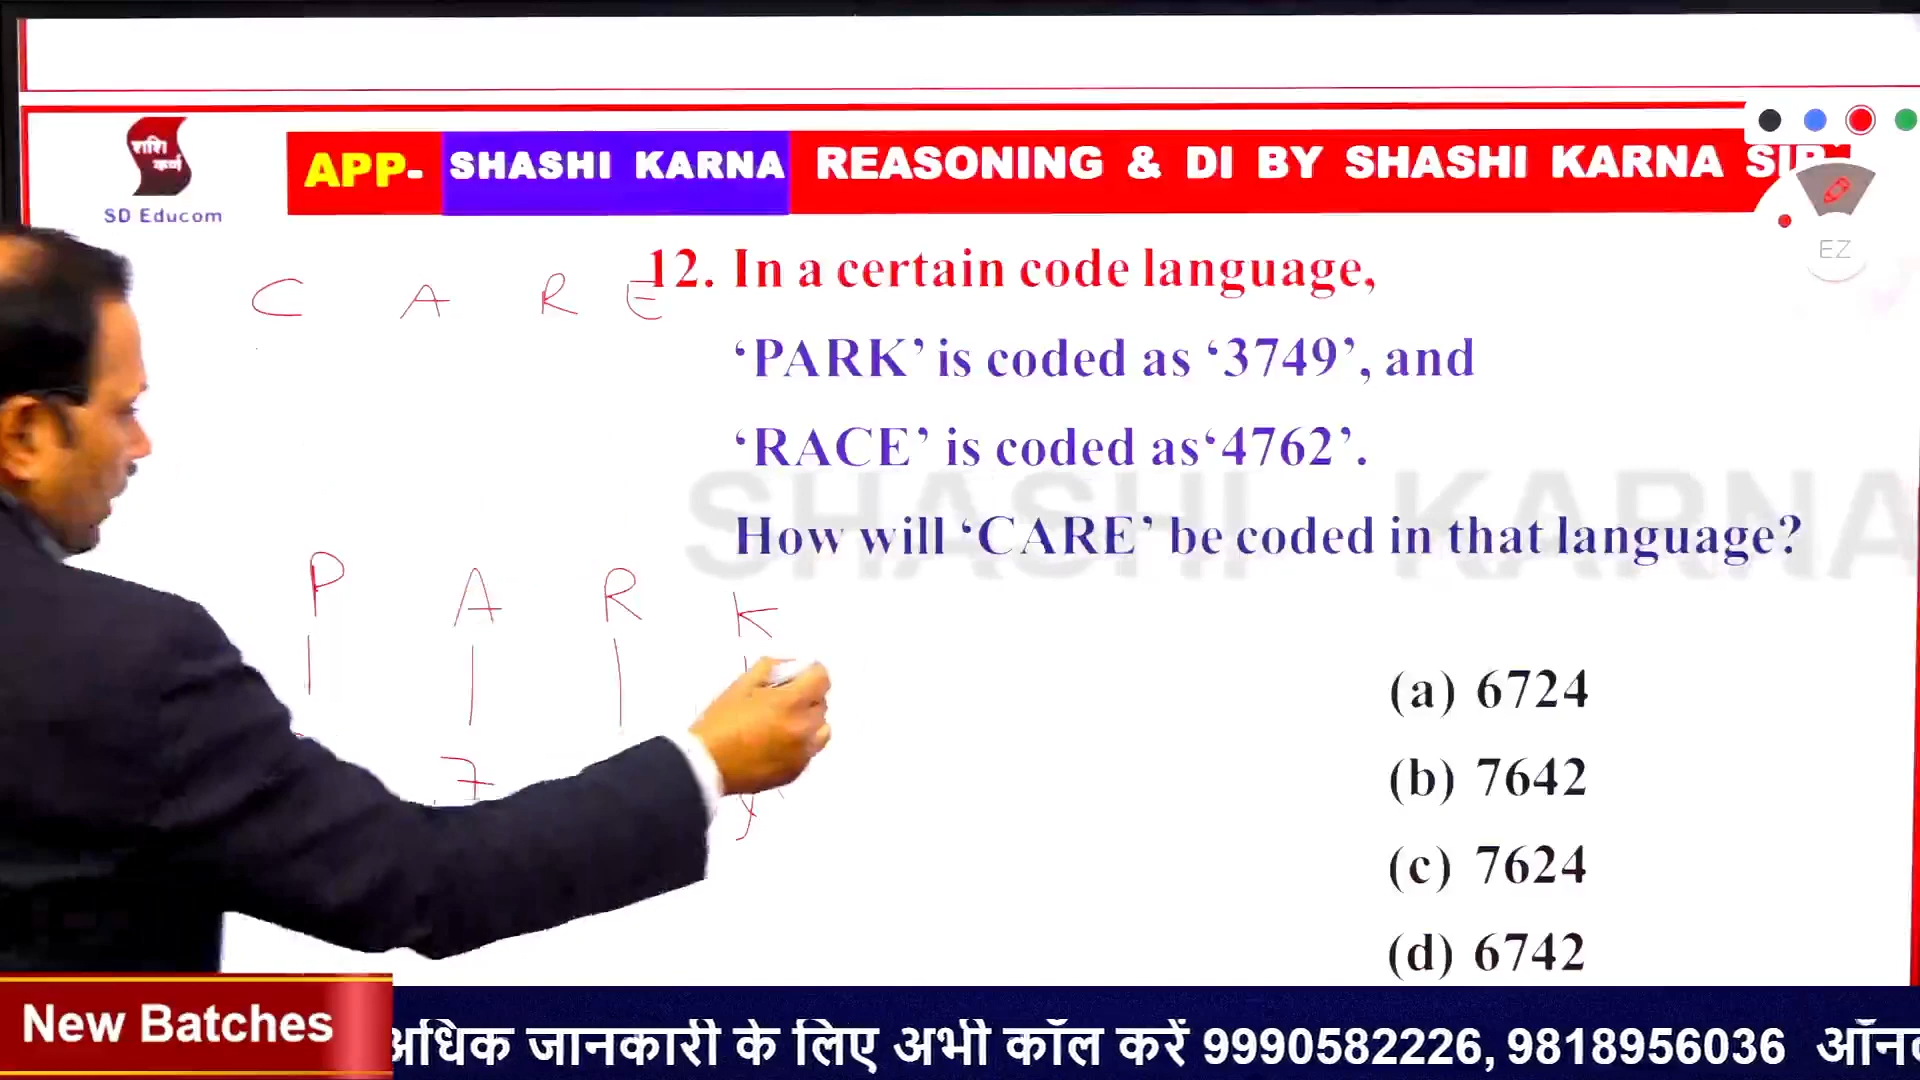 राशि
कर्ण
SD Educom
APP- SHASHI KARNA REASONING & DI BY SHASHI KARNA SIR
EZ
C A R E
12. In a certain code language,
‘PARK’ is coded as ‘3749’, and
‘RACE’ is coded as‘4762’.
SHASHI KARNA
How will ‘CARE’ be coded in that language?
P A R K
7
(a) 6724
(b) 7642
(c) 7624
(d) 6742
New Batches
अधिक जानकारी के लिए अभी कॉल करें 9990582226, 9818956036